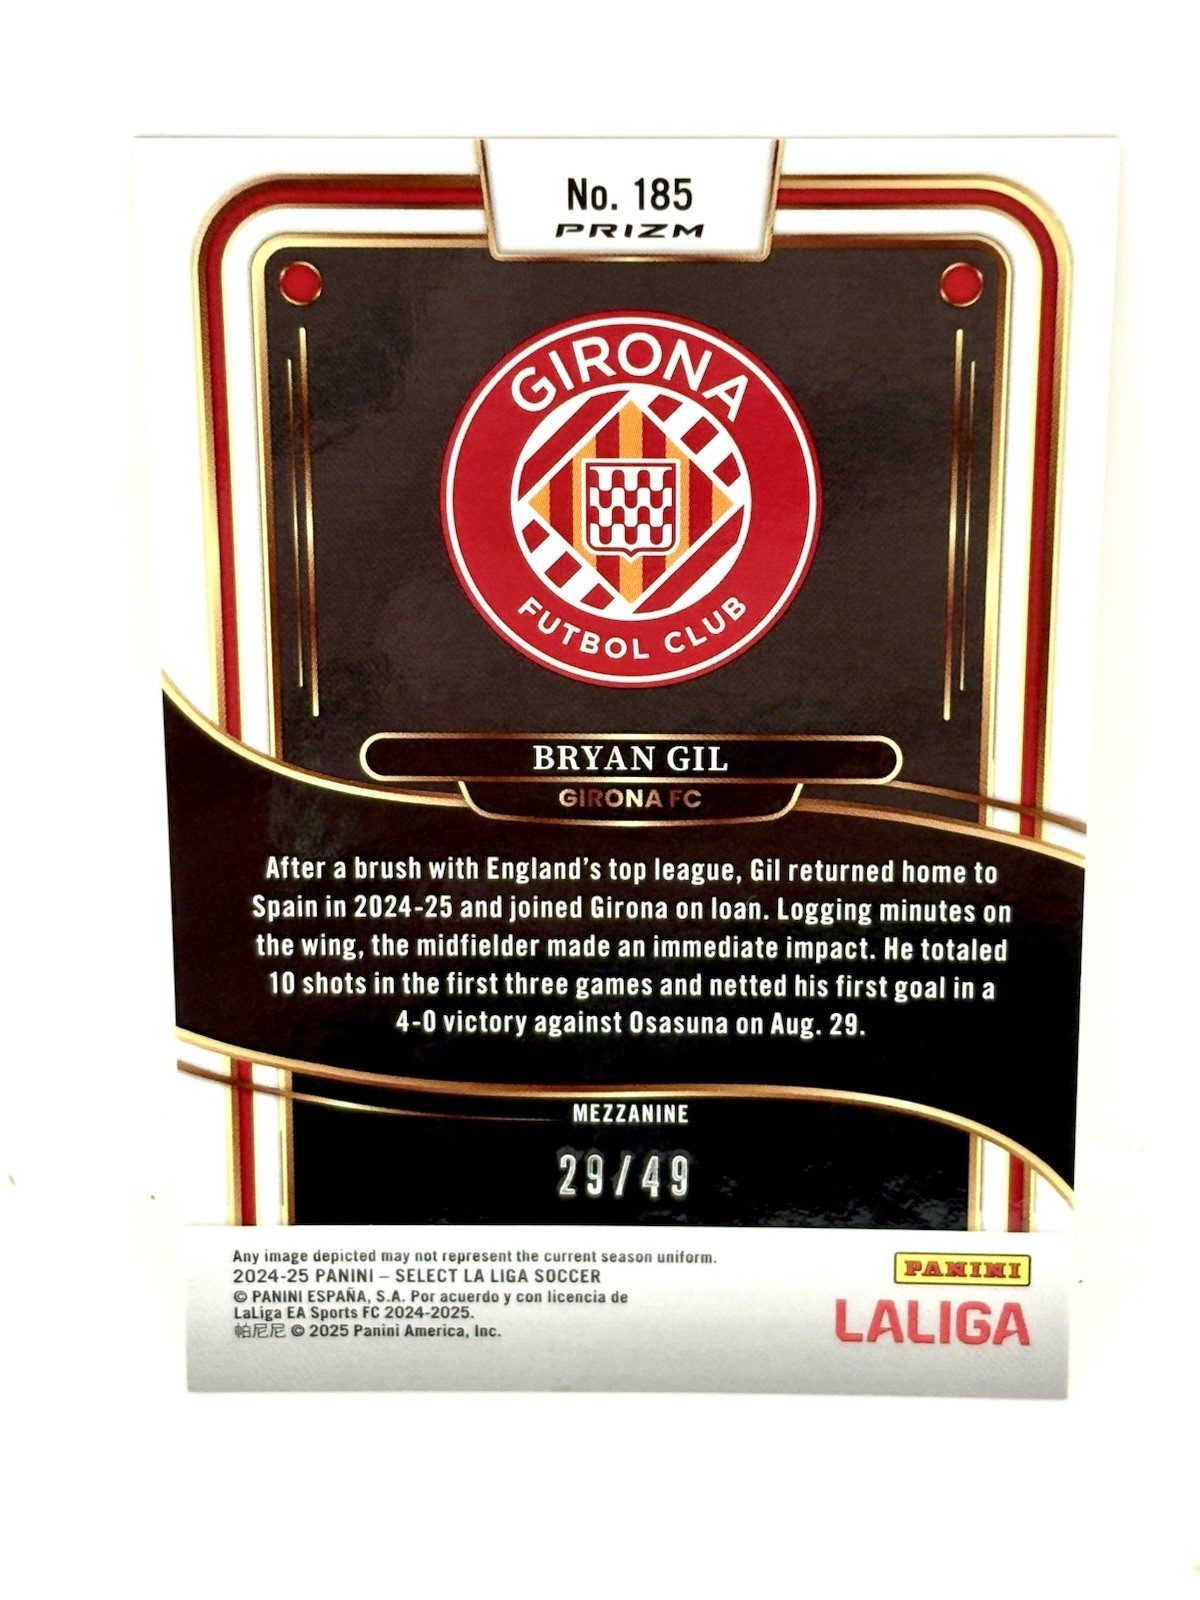 No. 185
PRIZM
GIRONA
FUTBOL CLUB
BRYAN GIL
GIRONA FC
After a brush with England's top league, Gil returned home to
Spain in 2024-25 and joined Girona on loan. Logging minutes on
the wing, the midfielder made an immediate impact. He totaled
10 shots in the first three games and netted his first goal in a
4-0 victory against Osasuna on Aug. 29.
MEZZANINE
29/49
Any image depicted may not represent the current season uniform.
2024-25 PANINI – SELECT LA LIGA SOCCER
© PANINI ESPAÑA, S.A. Por acuerdo y con licencia de
LaLiga EA Sports FC 2024-2025.
帕尼尼 © 2025 Panini America, Inc.
PANINI
LALIGA